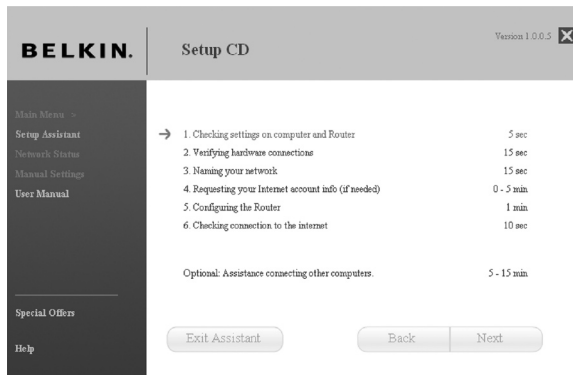 BELKIN.
Setup CD
Version 1.0.0.5
Main Menu >
Setup Assistant
Network Status
Manual Settings
User Manual
Special Offers
Help
1. Checking settings on computer and Router 5 sec
2. Verifying hardware connections 15 sec
3. Naming your network 15 sec
4. Requesting your Internet account info (if needed) 0 - 5 min
5. Configuring the Router 1 min
6. Checking connection to the internet 10 sec
Optional: Assistance connecting other computers. 5 - 15 min
Exit Assistant
Back
Next